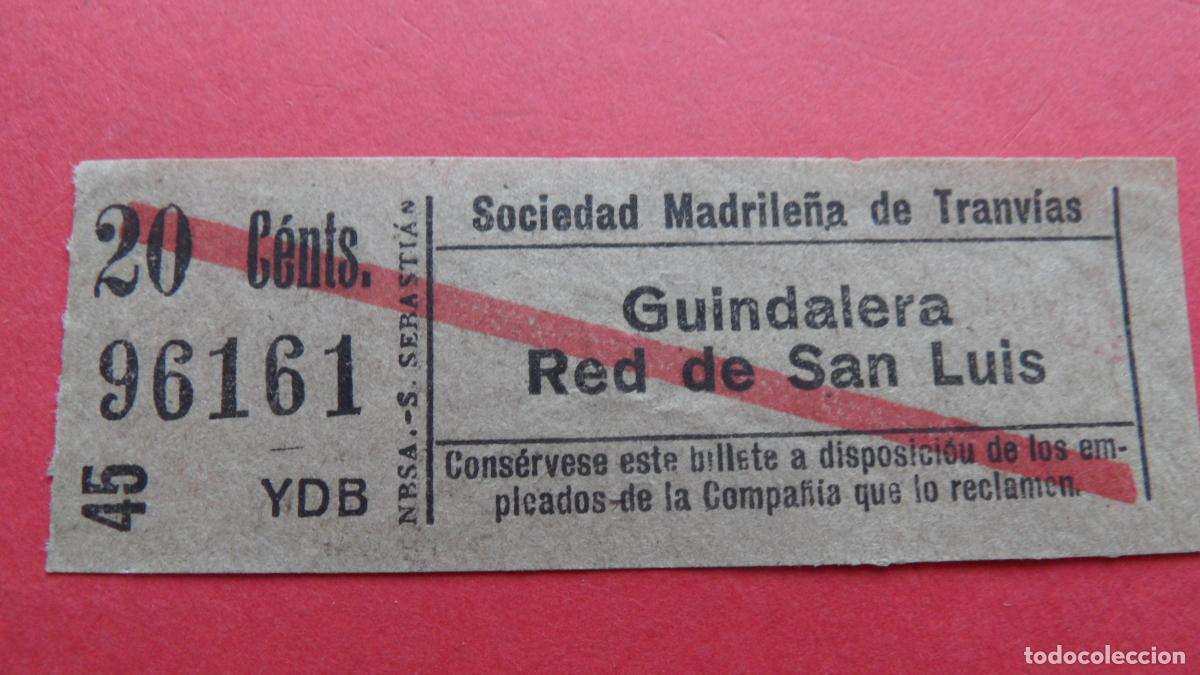 20 Cénts.
96161
45
YDB
NBSA.-S. SEBASTIÁN
Sociedad Madrileña de Tranvías
Guindalera
Red de San Luis
Consérvese este billete a disposición de los em-
pleados de la Compañia que lo reclamen.
todocoleccion